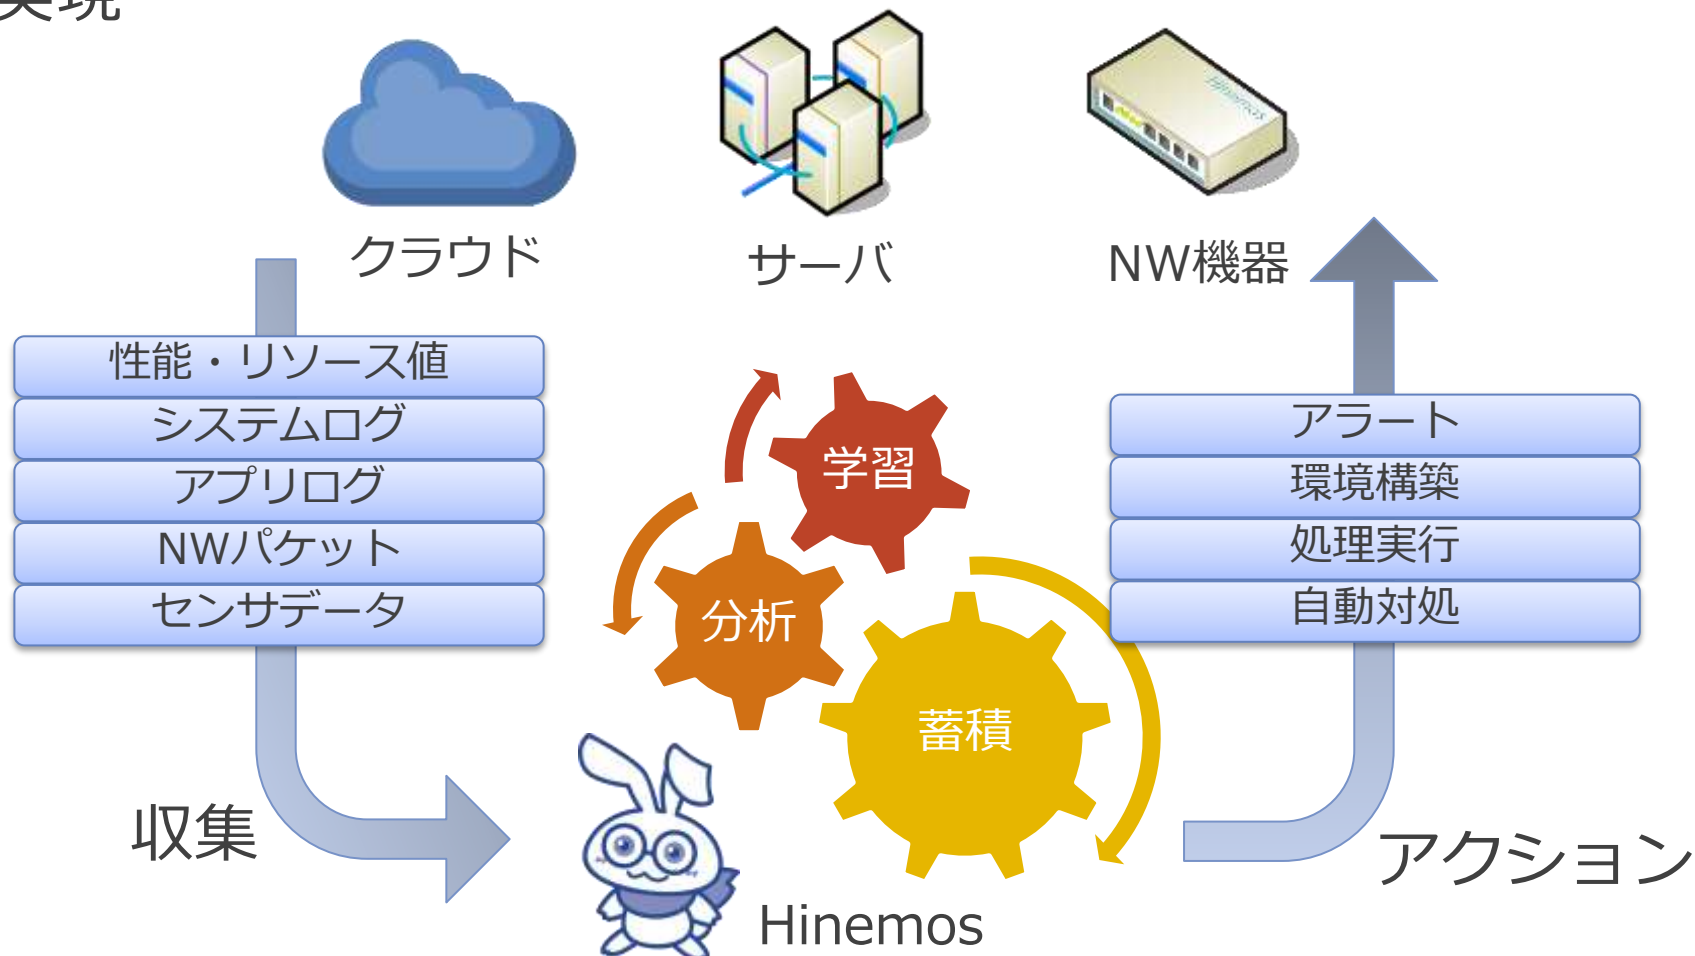 実現
Hinemos
クラウド
サーバ
NW機器
性能・リソース値
システムログ
アプリログ
NWパケット
センサデータ
学習
分析
蓄積
アラート
環境構築
処理実行
自動対処
収集
アクション
Hinemos